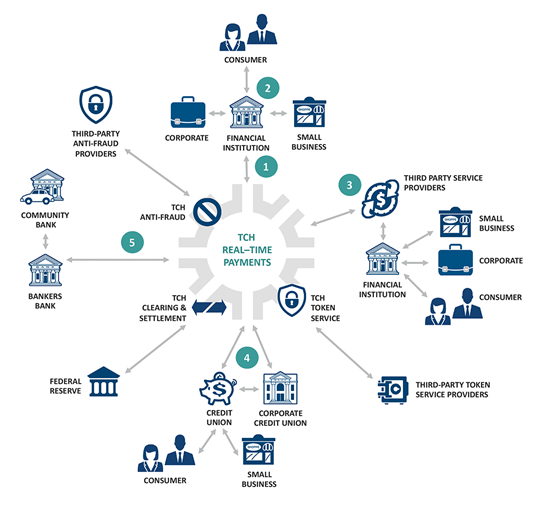 CONSUMER
2
CORPORATE
FINANCIAL
INSTITUTION
SMALL
BUSINESS
THIRD-PARTY
ANTI-FRAUD
PROVIDERS
1
3
THIRD PARTY SERVICE
PROVIDERS
TCH
ANTI-FRAUD
SMALL
BUSINESS
COMMUNITY
BANK
5
TCH
REAL–TIME
PAYMENTS
CORPORATE
BANKERS
BANK
FINANCIAL
INSTITUTION
CONSUMER
TCH
CLEARING &
SETTLEMENT
TCH
TOKEN
SERVICE
4
FEDERAL
RESERVE
THIRD-PARTY TOKEN
SERVICE PROVIDERS
CREDIT
UNION
CORPORATE
CREDIT UNION
CONSUMER
SMALL
BUSINESS